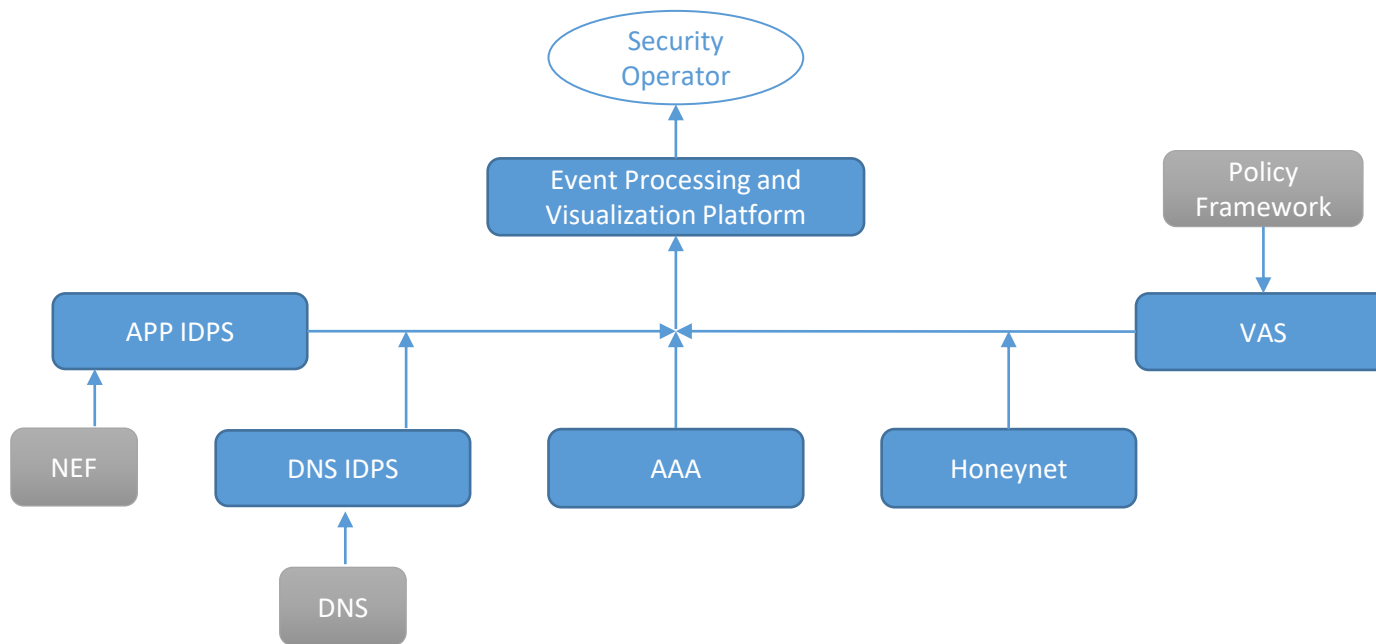 Security
Operator
Event Processing and
Visualization Platform
Policy
Framework
APP IDPS
VAS
NEF
DNS IDPS
AAA
Honeynet
DNS